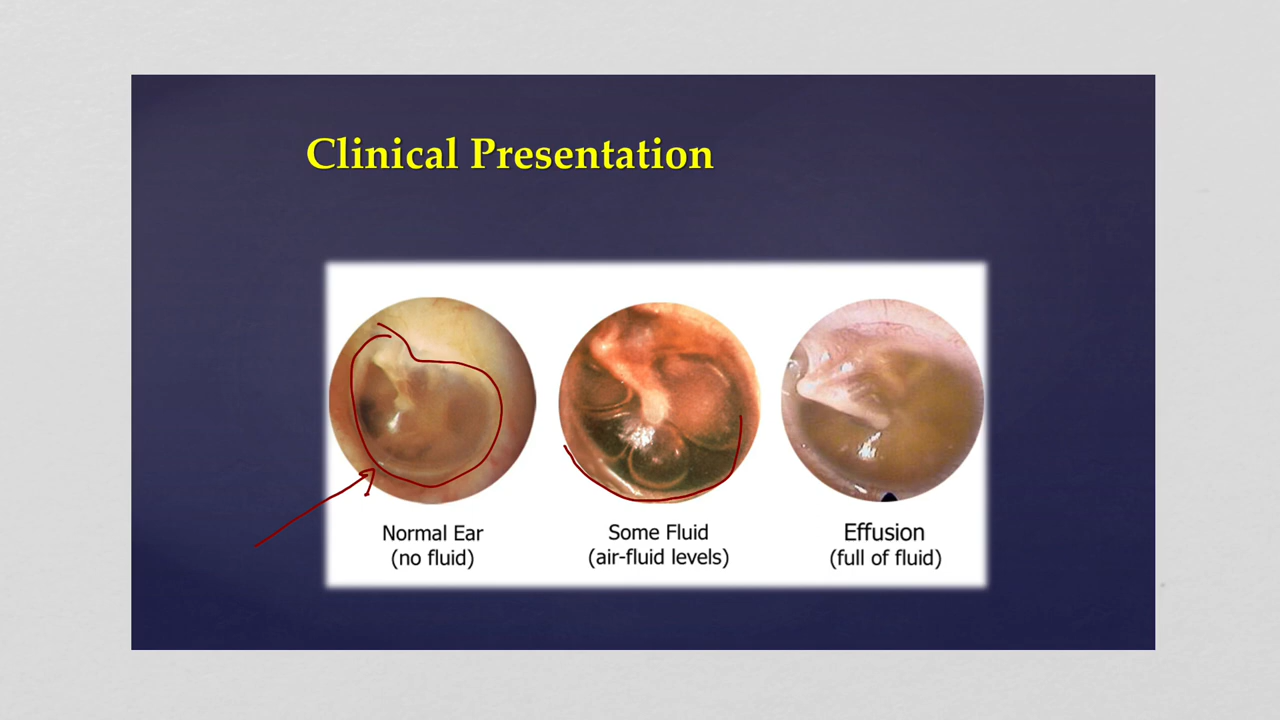 Clinical Presentation
Normal Ear
(no fluid)
Some Fluid
(air-fluid levels)
Effusion
(full of fluid)